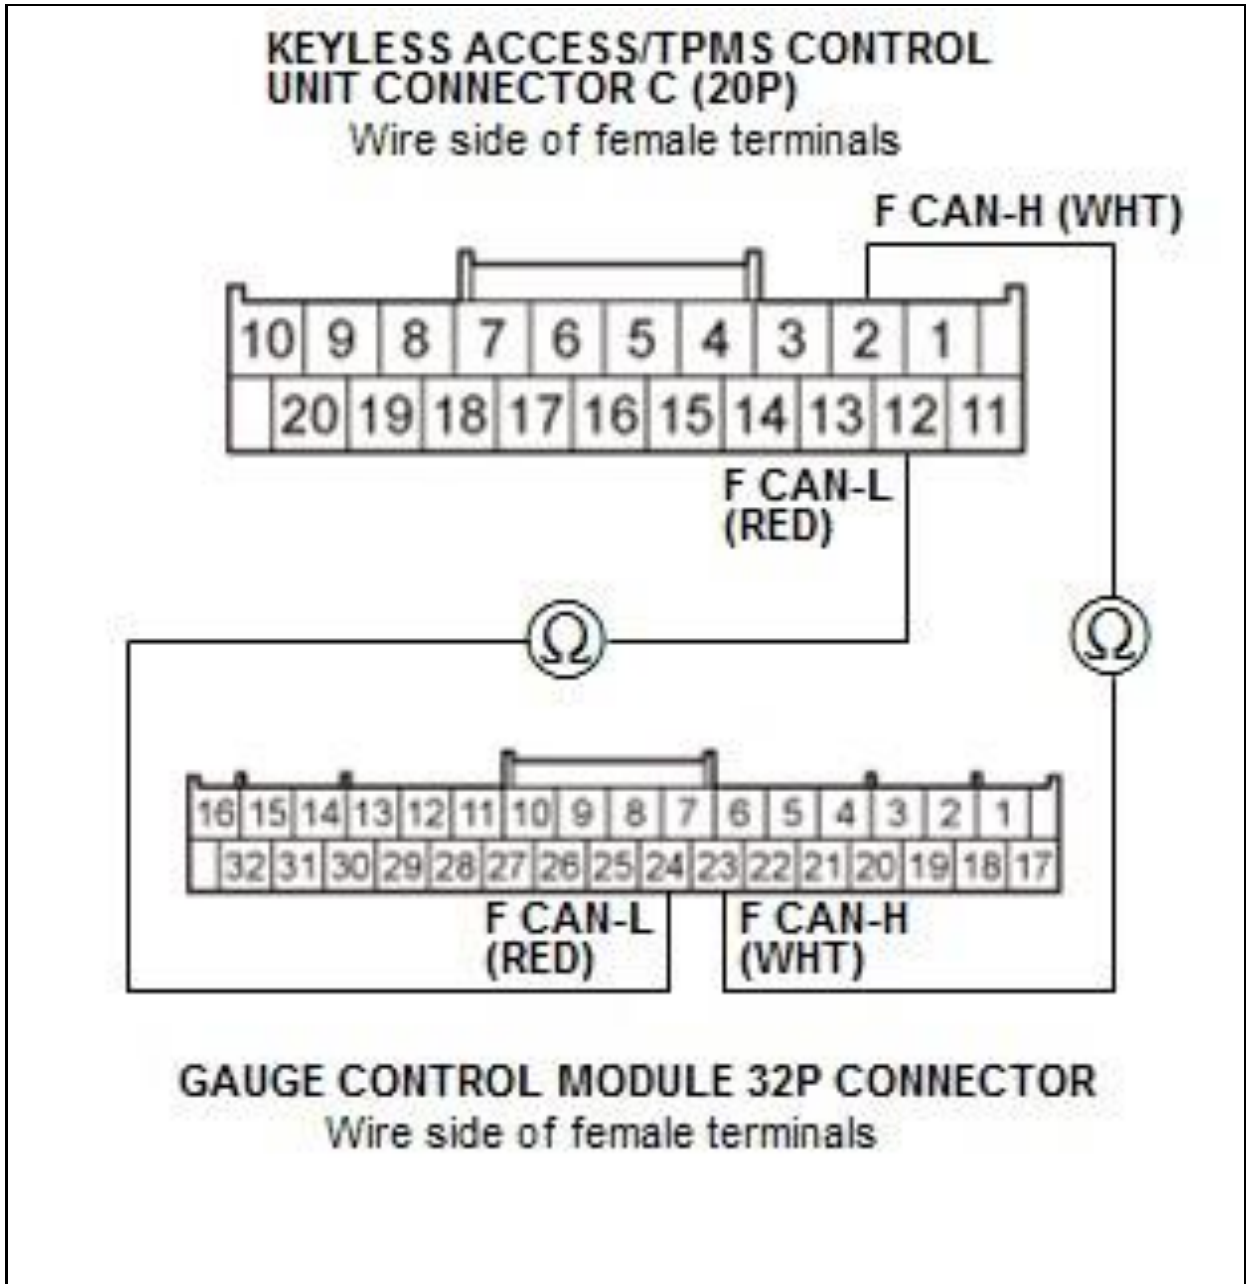 KEYLESS ACCESS/TPMS CONTROL
UNIT CONNECTOR C (20P)
Wire side of female terminals
F CAN-H (WHT)
10 9 8 7 6 5 4 3 2 1
20 19 18 17 16 15 14 13 12 11
F CAN-L
(RED)
Ω
Ω
16 15 14 13 12 11 10 9 8 7 6 5 4 3 2 1
32 31 30 29 28 27 26 25 24 23 22 21 20 19 18 17
F CAN-L
(RED)
F CAN-H
(WHT)
GAUGE CONTROL MODULE 32P CONNECTOR
Wire side of female terminals